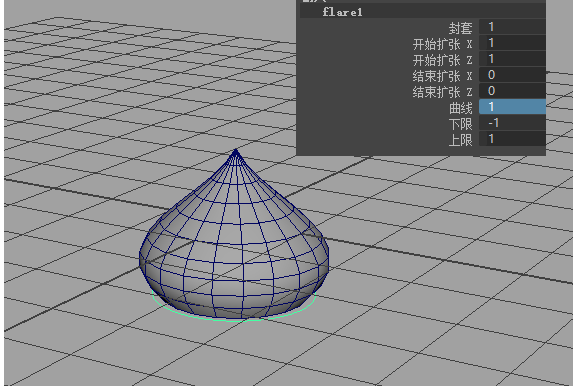 flare1
封套 1
开始扩张 X 1
开始扩张 Z 1
结束扩张 X 0
结束扩张 Z 0
曲线 1
下限 -1
上限 1